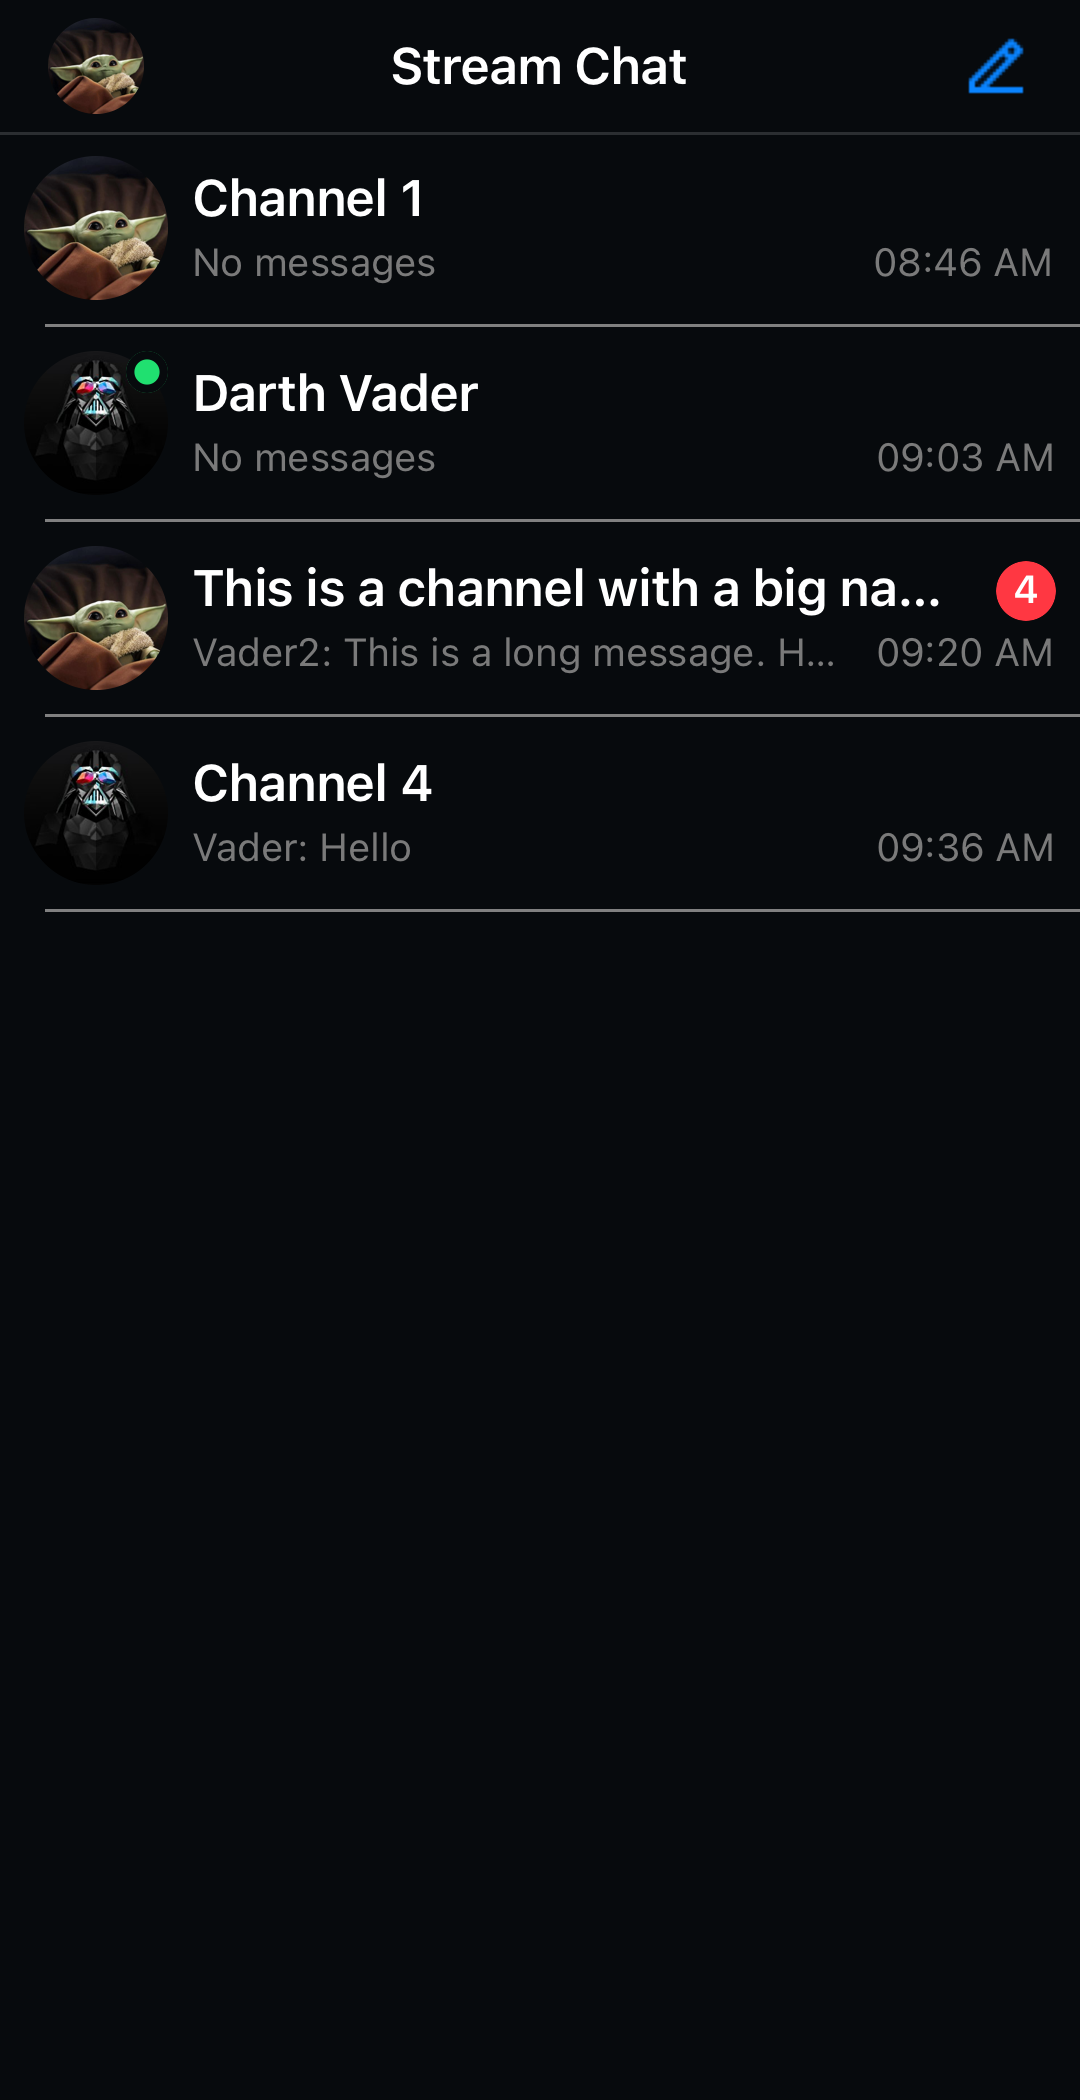 Stream Chat
Channel 1
No messages 08:46 AM
Darth Vader
No messages 09:03 AM
This is a channel with a big na... 4
Vader2: This is a long message. H... 09:20 AM
Channel 4
Vader: Hello 09:36 AM